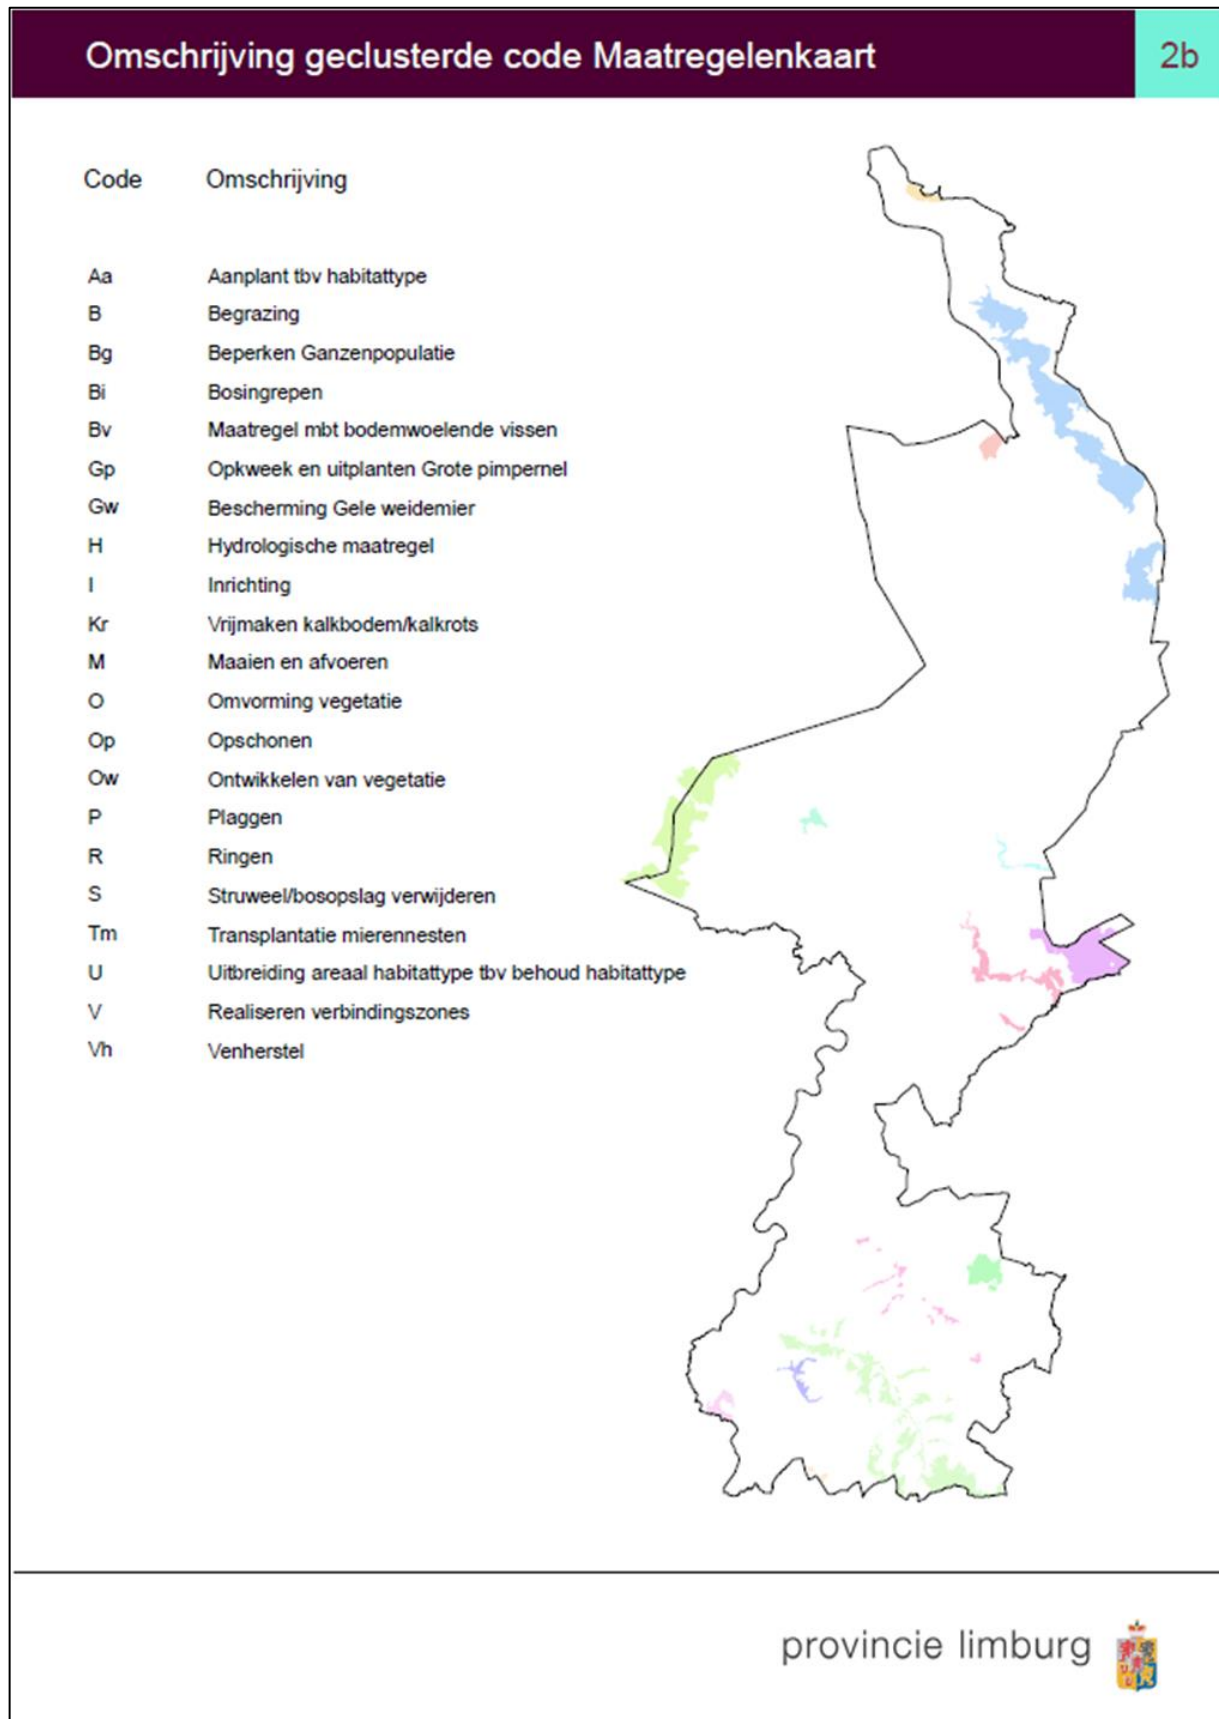 Omschrijving geclusterde code Maatregelenkaart 2b
Code Omschrijving
Aa Aanplant tbv habitattype
B Begrazing
Bg Beperken Ganzenpopulatie
Bi Bosingrepen
Bv Maatregel mbt bodemwoelende vissen
Gp Opkweek en uitplanten Grote pimpernel
Gw Bescherming Gele weidemier
H Hydrologische maatregel
I Inrichting
Kr Vrijmaken kalkbodem/kalkrots
M Maaien en afvoeren
O Omvorming vegetatie
Op Opschonen
Ow Ontwikkelen van vegetatie
P Plaggen
R Ringen
S Struweel/bosopslag verwijderen
Tm Transplantatie mierennesten
U Uitbreiding areaal habitattype tbv behoud habitattype
V Realiseren verbindingszones
Vh Venherstel
provincie limburg